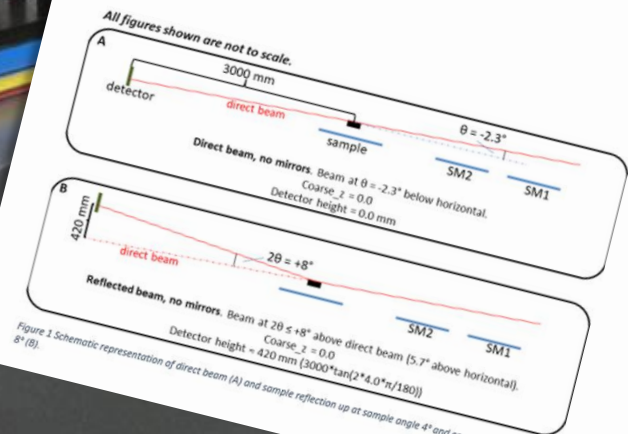 All figures shown are not to scale.
A
3000 mm
detector
direct beam
θ = -2.3°
sample
SM2
SM1
Direct beam, no mirrors. Beam at θ = -2.3° below horizontal.
Coarse_z = 0.0
Detector height = 0.0 mm
B
420 mm
direct beam
2θ = +8°
SM2
SM1
Reflected beam, no mirrors. Beam at 2θ ≤ +8° above direct beam (5.7° above horizontal).
Coarse_z = 0.0
Detector height = 420 mm (3000*tan(2*4.0*π/180))
Figure 1 Schematic representation of direct beam (A) and sample reflection up at sample angle 4° and
8° (B).